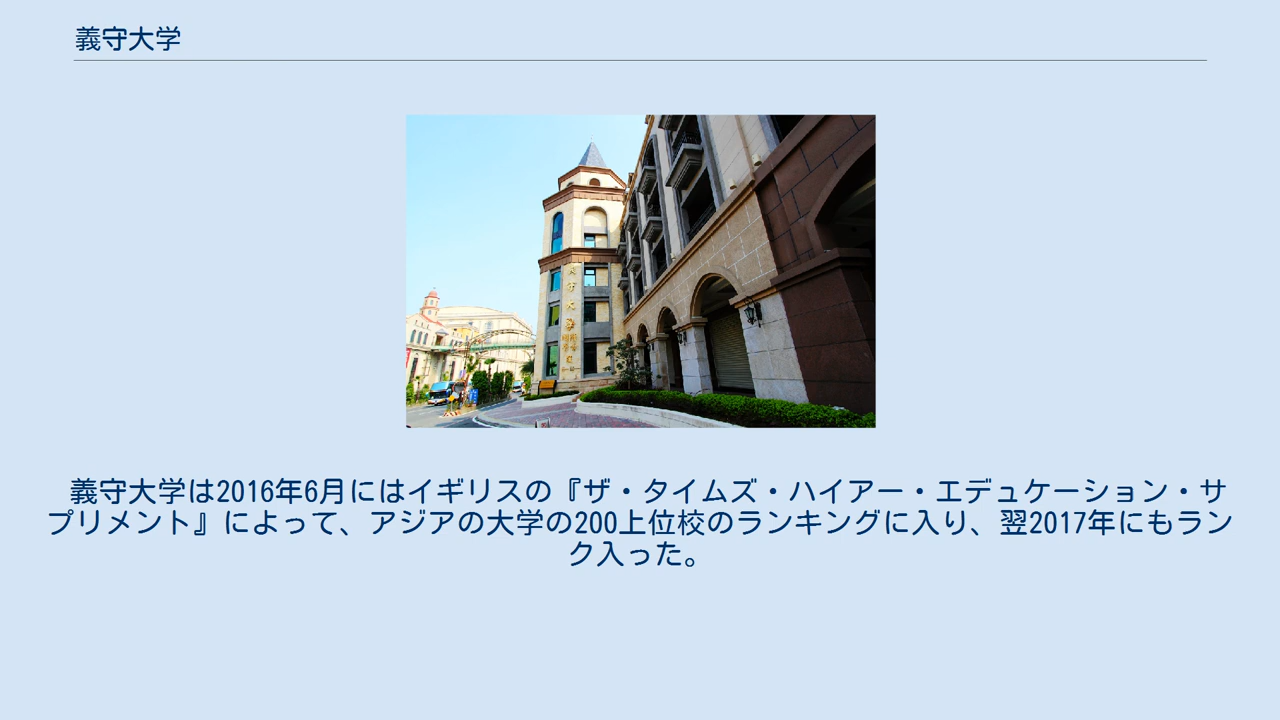 義守大学
義守大學
義守大学は2016年6月にはイギリスの『ザ・タイムズ・ハイアー・エデュケーション・サ
プリメント』によって、アジアの大学の200上位校のランキングに入り、翌2017年にもラン
ク入った。